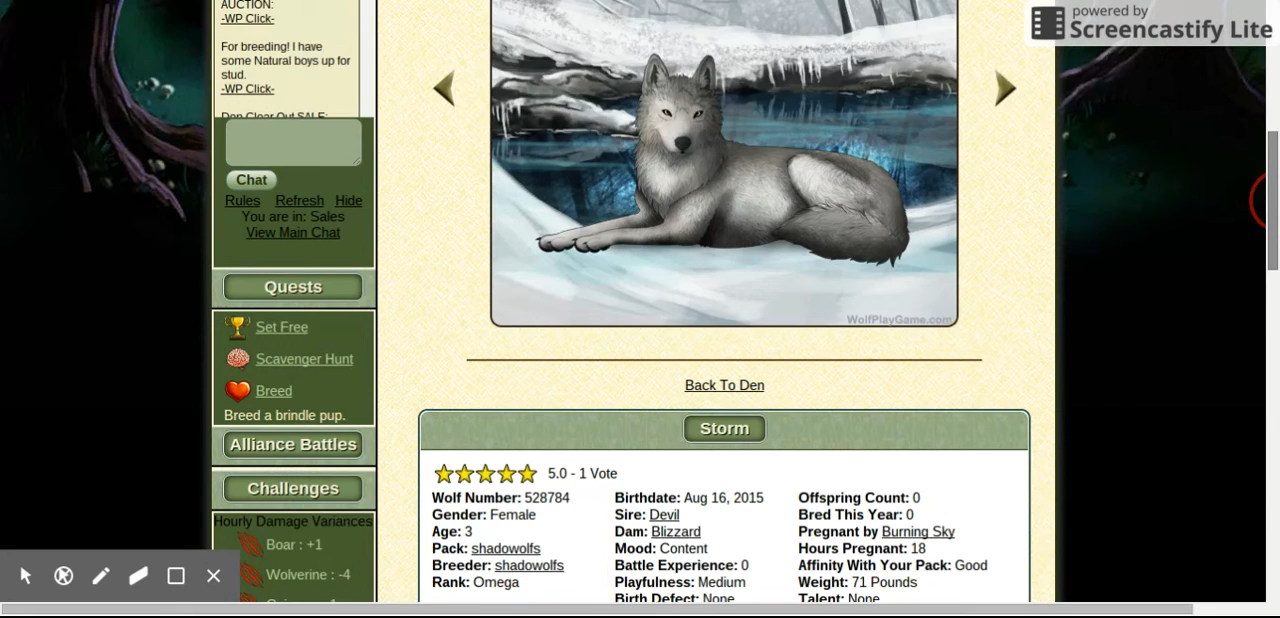 AUCTION:
-WP Click-
For breeding! I have
some Natural boys up for
stud.
-WP Click-
Den Clear Out SALE:
Chat
Rules Refresh Hide
You are in: Sales
View Main Chat
Quests
Set Free
Scavenger Hunt
Breed
Breed a brindle pup.
Alliance Battles
Challenges
Hourly Damage Variances
Boar : +1
Wolverine : -4
powered by
Screencastify Lite
WolfPlayGame.com
Back To Den
Storm
5.0 - 1 Vote
Wolf Number: 528784
Gender: Female
Age: 3
Pack: shadowolfs
Breeder: shadowolfs
Rank: Omega
Birthdate: Aug 16, 2015
Sire: Devil
Dam: Blizzard
Mood: Content
Battle Experience: 0
Playfulness: Medium
Birth Defect: None
Offspring Count: 0
Bred This Year: 0
Pregnant by Burning Sky
Hours Pregnant: 18
Affinity With Your Pack: Good
Weight: 71 Pounds
Talent: None